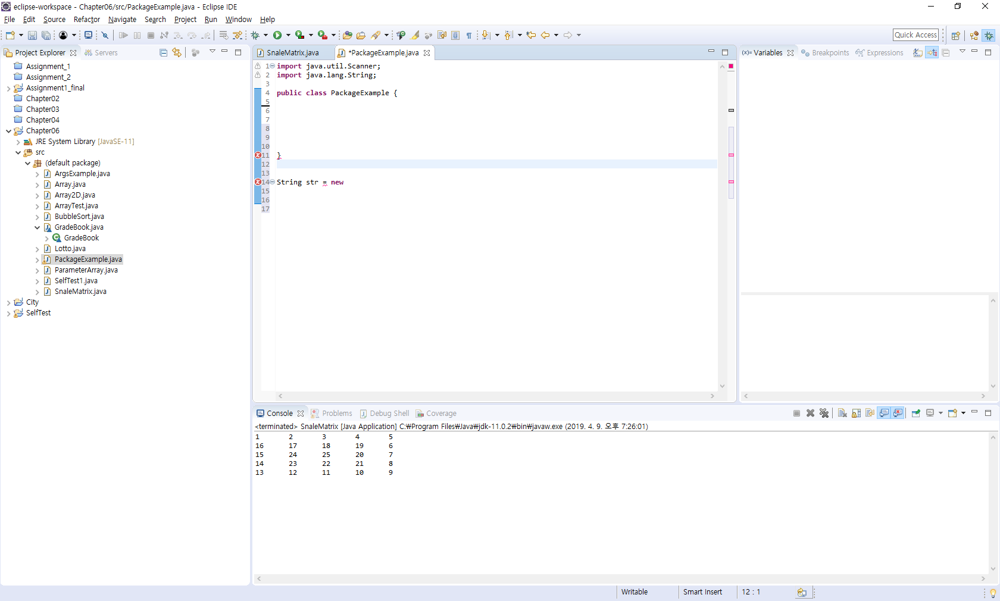 eclipse-workspace - Chapter06/src/PackageExample.java - Eclipse IDE
File Edit Source Refactor Navigate Search Project Run Window Help
Quick Access
Project Explorer Servers
Assignment_1
Assignment_2
Assignment1_final
Chapter02
Chapter03
Chapter04
Chapter06
JRE System Library [JavaSE-11]
src
(default package)
ArgsExample.java
Array.java
Array2D.java
ArrayTest.java
BubbleSort.java
GradeBook.java
GradeBook
Lotto.java
PackageExample.java
ParameterArray.java
SelfTest1.java
SnaleMatrix.java
City
SelfTest
SnaleMatrix.java *PackageExample.java
1 import java.util.Scanner;
2 import java.lang.String;
3
4 public class PackageExample {
5
6
7
8
9
10
11 }
12
13
14 String str = new
15
16
17
(x)= Variables Breakpoints Expressions
Console Problems Debug Shell Coverage
<terminated> SnaleMatrix [Java Application] C:₩Program Files₩Java₩jdk-11.0.2₩bin₩javaw.exe (2019. 4. 9. 오후 7:26:01)
1 2 3 4 5
16 17 18 19 6
15 24 25 20 7
14 23 22 21 8
13 12 11 10 9
Writable Smart Insert 12 : 1